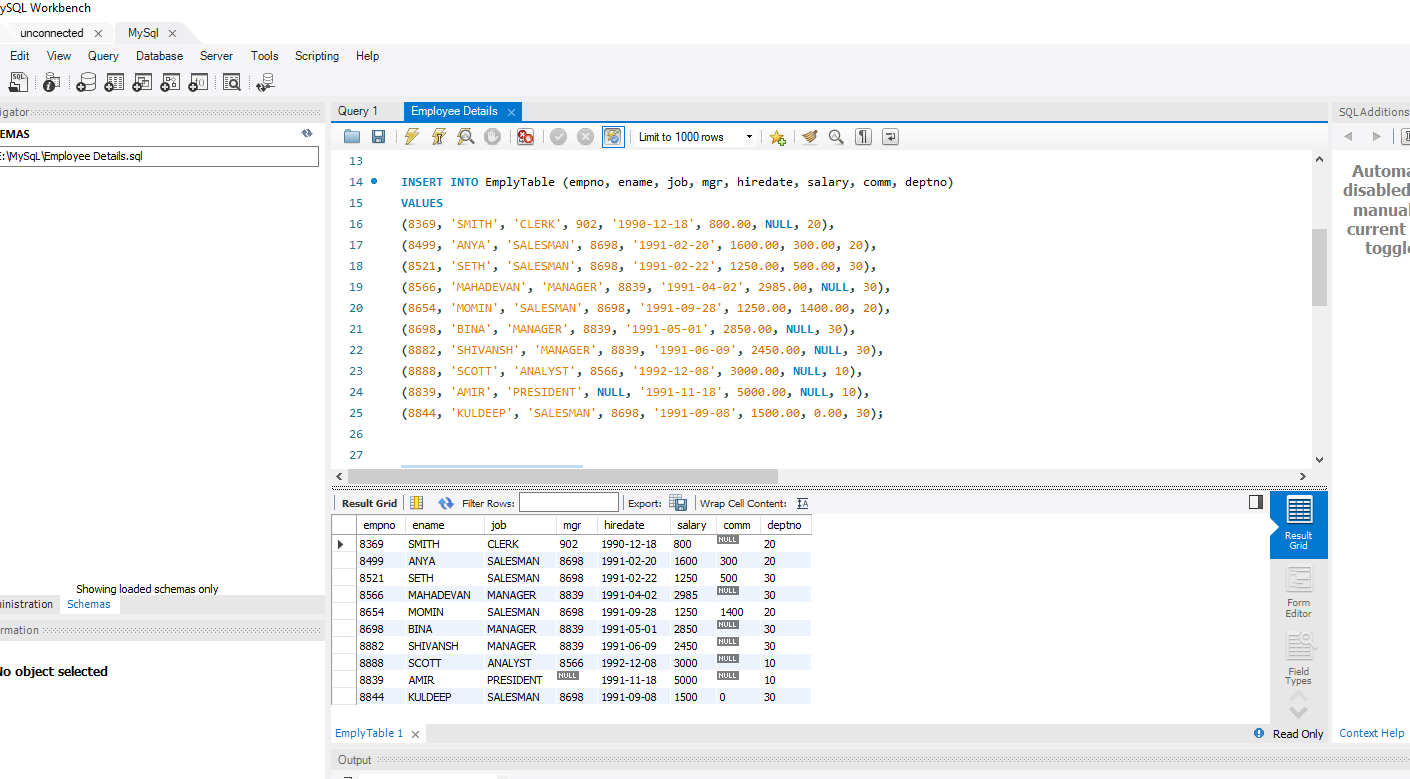 ySQL Workbench
unconnected
MySql
Edit View Query Database Server Tools Scripting Help
igator
EMAS
E:\MySqL\Employee Details.sql
Showing loaded schemas only
inistration Schemas
rmation
No object selected
Query 1 Employee Details
Limit to 1000 rows
13
14 INSERT INTO EmplyTable (empno, ename, job, mgr, hiredate, salary, comm, deptno)
15 VALUES
16 (8369, 'SMITH', 'CLERK', 902, '1990-12-18', 800.00, NULL, 20),
17 (8499, 'ANYA', 'SALESMAN', 8698, '1991-02-20', 1600.00, 300.00, 20),
18 (8521, 'SETH', 'SALESMAN', 8698, '1991-02-22', 1250.00, 500.00, 30),
19 (8566, 'MAHADEVAN', 'MANAGER', 8839, '1991-04-02', 2985.00, NULL, 30),
20 (8654, 'MOMIN', 'SALESMAN', 8698, '1991-09-28', 1250.00, 1400.00, 20),
21 (8698, 'BINA', 'MANAGER', 8839, '1991-05-01', 2850.00, NULL, 30),
22 (8882, 'SHIVANSH', 'MANAGER', 8839, '1991-06-09', 2450.00, NULL, 30),
23 (8888, 'SCOTT', 'ANALYST', 8566, '1992-12-08', 3000.00, NULL, 10),
24 (8839, 'AMIR', 'PRESIDENT', NULL, '1991-11-18', 5000.00, NULL, 10),
25 (8844, 'KULDEEP', 'SALESMAN', 8698, '1991-09-08', 1500.00, 0.00, 30);
26
27
Result Grid Filter Rows: Export: Wrap Cell Content:
empno ename job mgr hiredate salary comm deptno
8369 SMITH CLERK 902 1990-12-18 800 NULL 20
8499 ANYA SALESMAN 8698 1991-02-20 1600 300 20
8521 SETH SALESMAN 8698 1991-02-22 1250 500 30
8566 MAHADEVAN MANAGER 8839 1991-04-02 2985 NULL 30
8654 MOMIN SALESMAN 8698 1991-09-28 1250 1400 20
8698 BINA MANAGER 8839 1991-05-01 2850 NULL 30
8882 SHIVANSH MANAGER 8839 1991-06-09 2450 NULL 30
8888 SCOTT ANALYST 8566 1992-12-08 3000 NULL 10
8839 AMIR PRESIDENT NULL 1991-11-18 5000 NULL 10
8844 KULDEEP SALESMAN 8698 1991-09-08 1500 0 30
EmplyTable 1
Output
Result
Grid
Form
Editor
Field
Types
Read Only
SQLAdditions
Automa
disabled
manual
current
toggle
Context Help